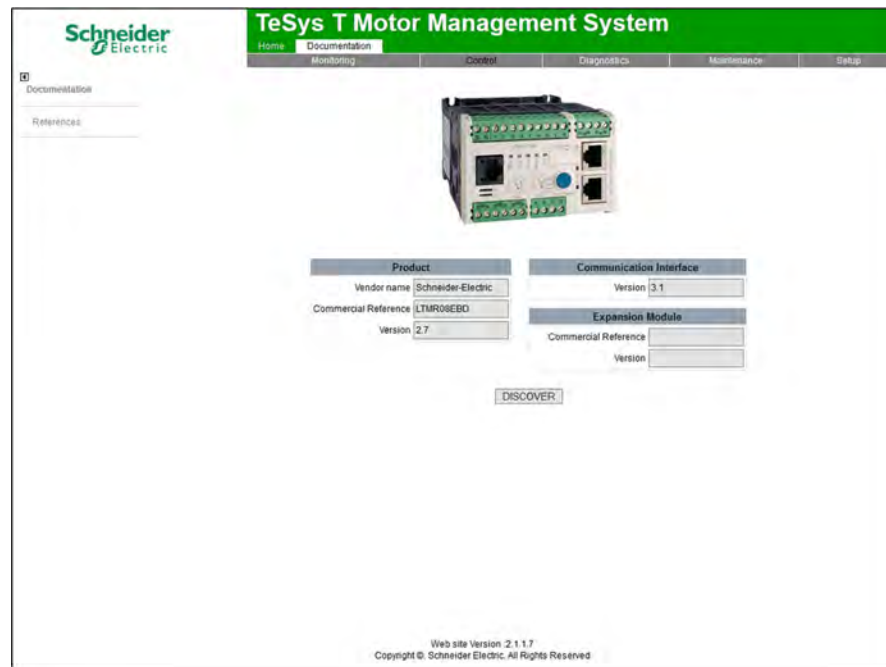 Schneider
Electric
TeSys T Motor Management System
Home Documentation
Monitoring Control Diagnostics Maintenance Setup
Documentation
References
Product
Vendor name Schneider-Electric
Commercial Reference LTMR08EBD
Version 2.7
Communication Interface
Version 3.1
Expansion Module
Commercial Reference
Version
DISCOVER
Web site Version :2.1.1.7
Copyright ©, Schneider Electric. All Rights Reserved